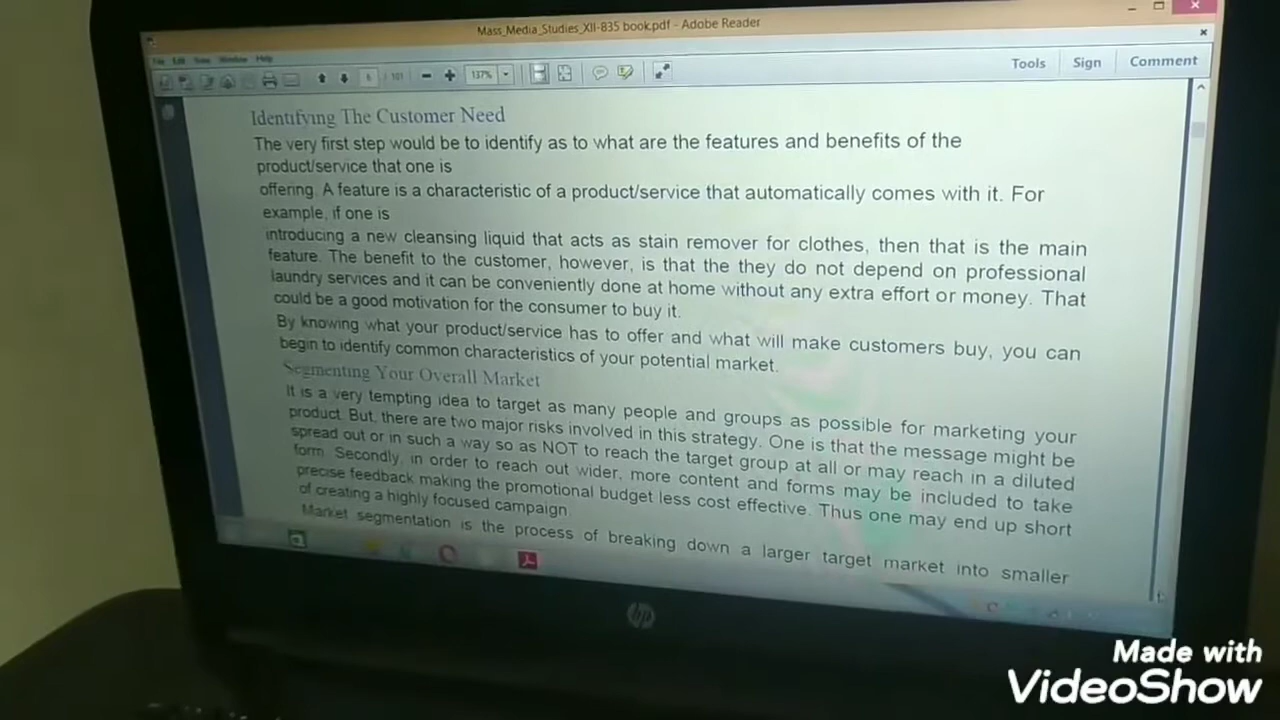 Mass_Media_Studies_XII-835 book.pdf - Adobe Reader
File Edit View Window Help
6 / 101 137% Tools Sign Comment
Identifying The Customer Need
The very first step would be to identify as to what are the features and benefits of the
product/service that one is
offering. A feature is a characteristic of a product/service that automatically comes with it. For
example, if one is
introducing a new cleansing liquid that acts as stain remover for clothes, then that is the main
feature. The benefit to the customer, however, is that the they do not depend on professional
laundry services and it can be conveniently done at home without any extra effort or money. That
could be a good motivation for the consumer to buy it.
By knowing what your product/service has to offer and what will make customers buy, you can
begin to identify common characteristics of your potential market.
Segmenting Your Overall Market
It is a very tempting idea to target as many people and groups as possible for marketing your
product. But, there are two major risks involved in this strategy. One is that the message might be
spread out or in such a way so as NOT to reach the target group at all or may reach in a diluted
form. Secondly, in order to reach out wider, more content and forms may be included to take
precise feedback making the promotional budget less cost effective. Thus one may end up short
of creating a highly focused campaign.
Market segmentation is the process of breaking down a larger target market into smaller
hp
Made with
VideoShow